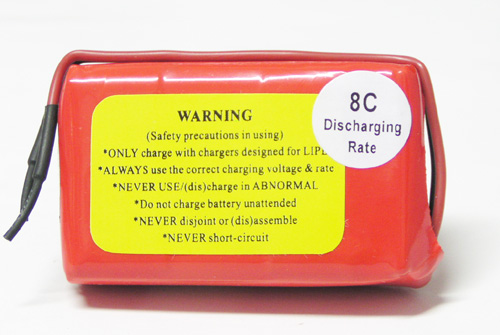 WARNING
(Safety precautions in using)
*ONLY charge with chargers designed for
*ALWAYS use the correct charging voltage & rate
*NEVER USE/(dis)charge in ABNORMAL
*Do not charge battery unattended
*NEVER disjoint or (dis)assemble
*NEVER short-circuit
8C
Discharging
Rate